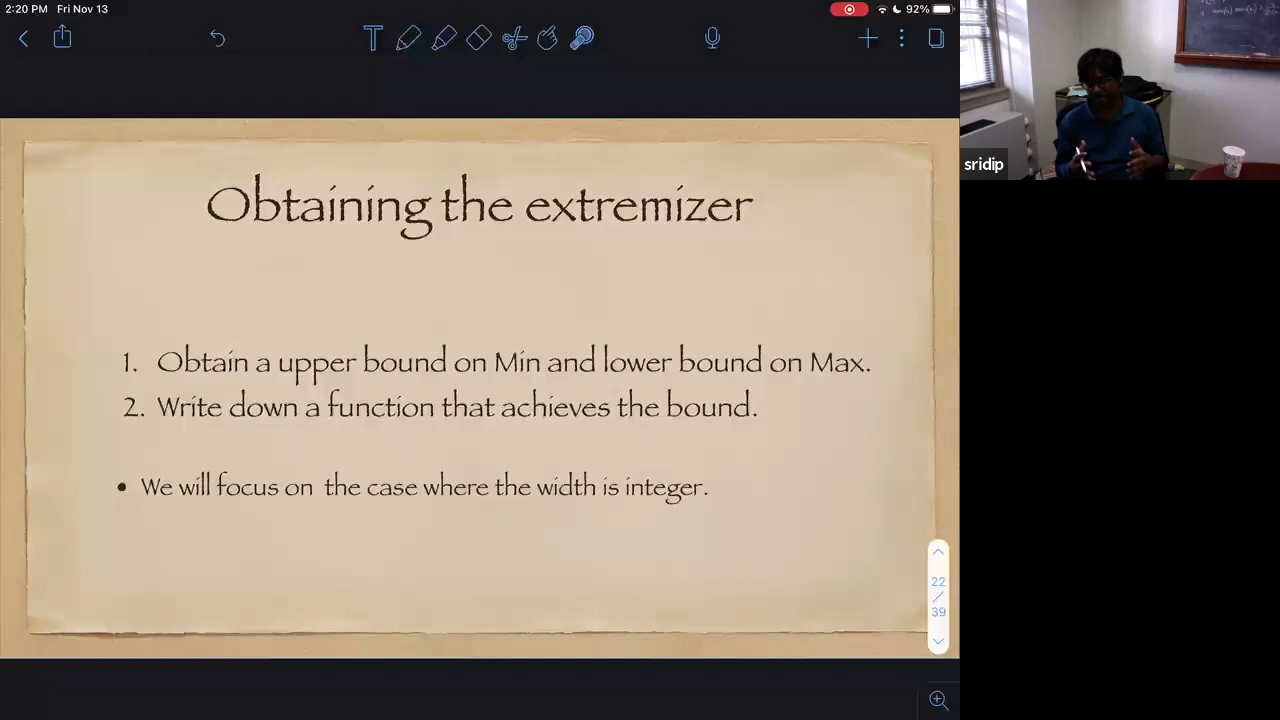 2:20 PM Fri Nov 13
92%
T
Obtaining the extremizer
1. Obtain a upper bound on Min and lower bound on Max.
2. Write down a function that achieves the bound.
• We will focus on the case where the width is integer.
22
/
39
sridip